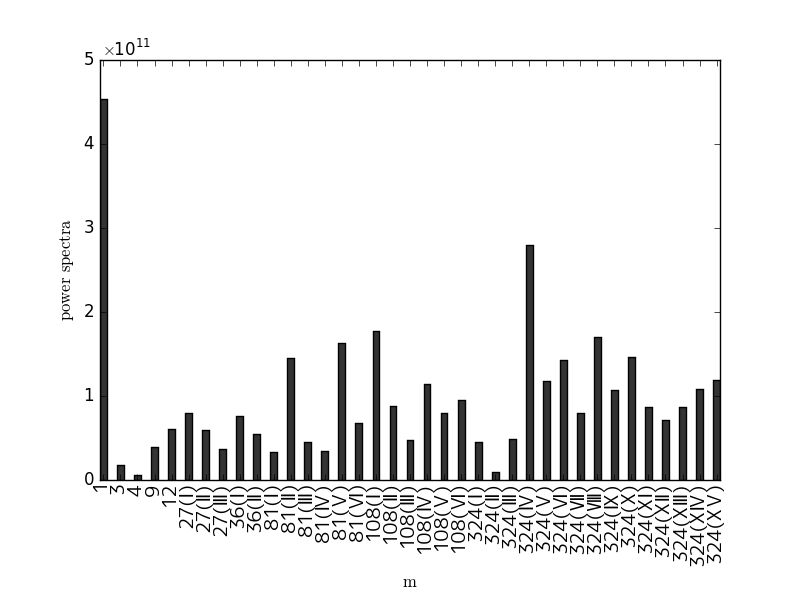 ×10¹¹
5
4
3
2
1
0
power spectra
1
3
4
9
12
27(I)
27(II)
27(III)
36(I)
36(II)
81(I)
81(II)
81(III)
81(IV)
81(V)
81(VI)
108(I)
108(II)
108(III)
108(IV)
108(V)
108(VI)
324(I)
324(II)
324(III)
324(IV)
324(V)
324(VI)
324(VII)
324(VIII)
324(IX)
324(X)
324(XI)
324(XII)
324(XIII)
324(XIV)
324(XV)
m